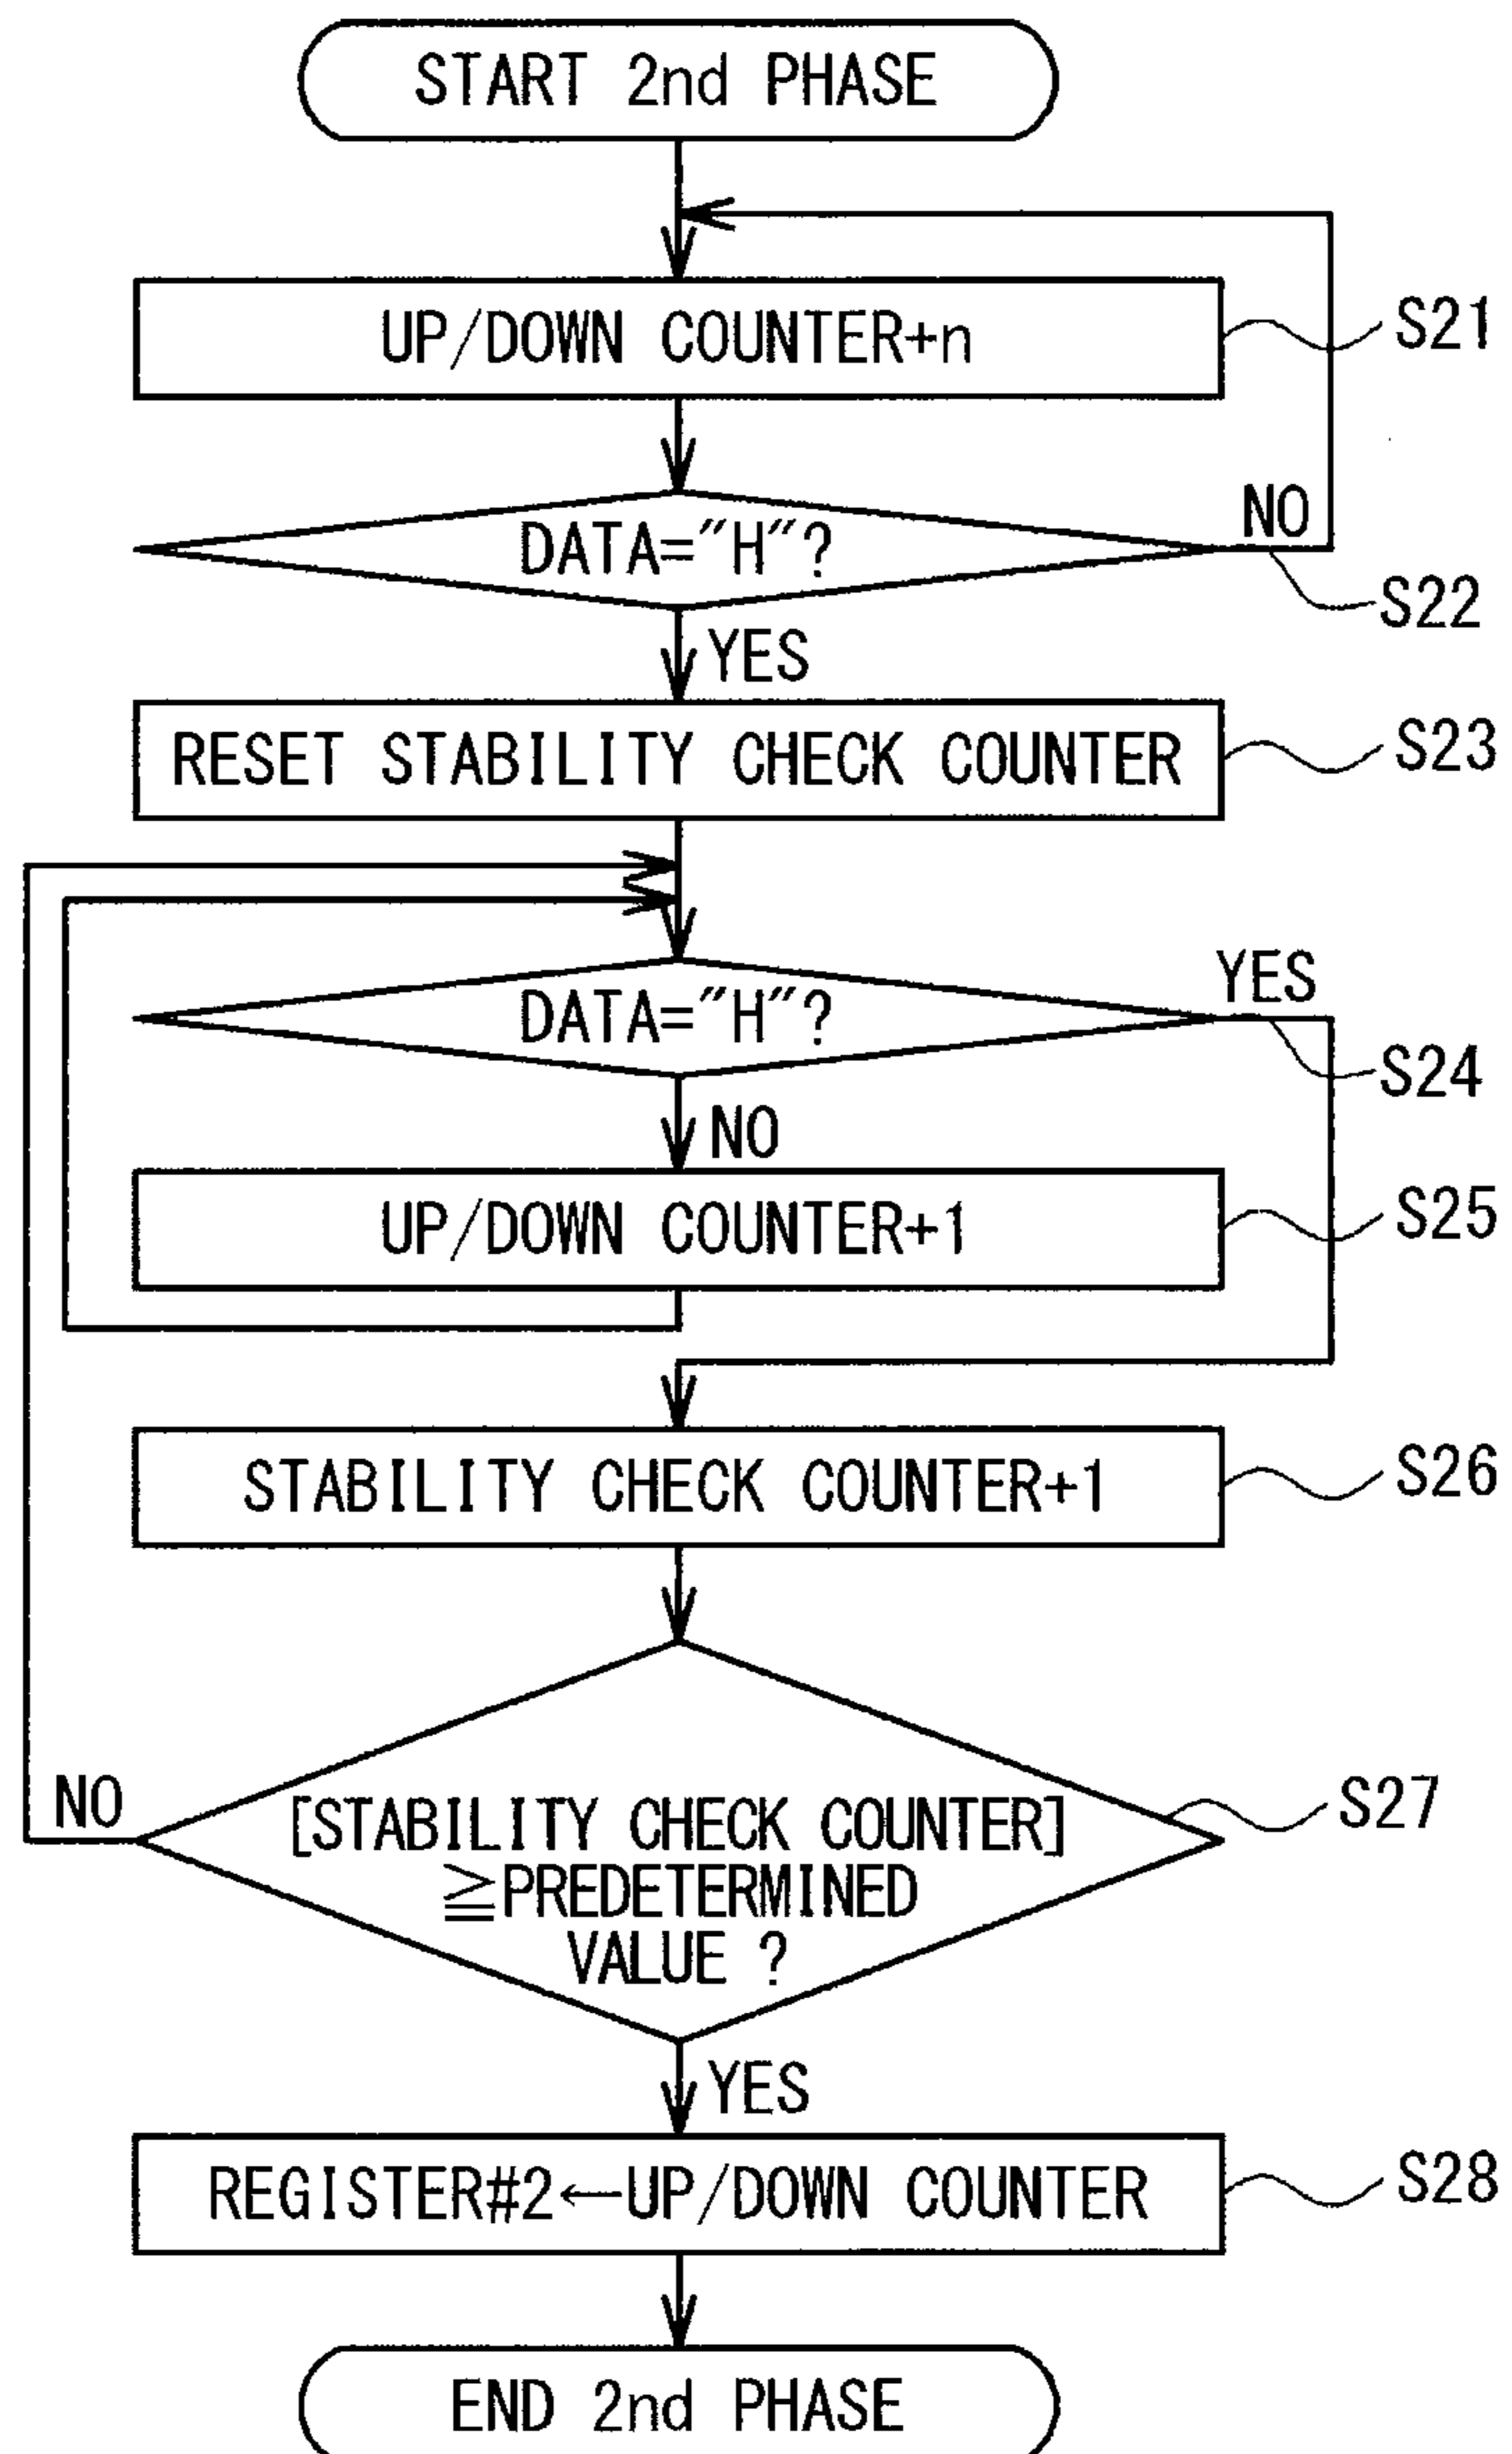 START 2nd PHASE
UP/DOWN COUNTER+n
S21
DATA="H"?
NO
S22
YES
RESET STABILITY CHECK COUNTER
S23
DATA="H"?
YES
S24
NO
UP/DOWN COUNTER+1
S25
STABILITY CHECK COUNTER+1
S26
NO
[STABILITY CHECK COUNTER]
≧PREDETERMINED
VALUE ?
S27
YES
REGISTER#2←UP/DOWN COUNTER
S28
END 2nd PHASE